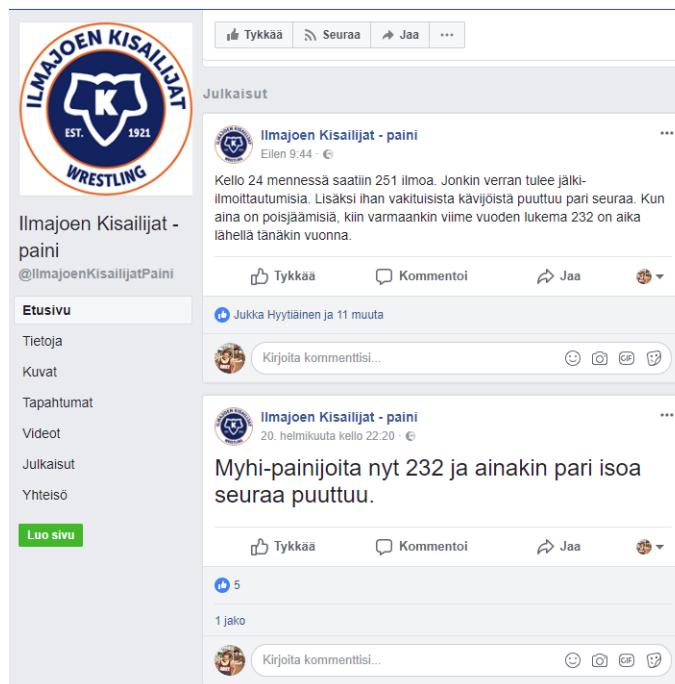 ILMAJOEN KISAILIJAT
K
EST. 1921
WRESTLING
Ilmajoen Kisailijat -
paini
@IlmajoenKisailijatPaini
Etusivu
Tietoja
Kuvat
Tapahtumat
Videot
Julkaisut
Yhteisö
Luo sivu
Tykkää Seuraa Jaa ...
Julkaisut
Ilmajoen Kisailijat - paini
Eilen 9:44 ·
Kello 24 mennessä saatiin 251 ilmoa. Jonkin verran tulee jälki-
ilmoittautumisia. Lisäksi ihan vakituisista kävijöistä puuttuu pari seuraa. Kun
aina on poisjäämisiä, kiin varmaankin viime vuoden lukema 232 on aika
lähellä tänäkin vuonna.
Tykkää Kommentoi Jaa
Jukka Hyytiäinen ja 11 muuta
Kirjoita kommenttisi... GIF
Ilmajoen Kisailijat - paini
20. helmikuuta kello 22:20 ·
Myhi-painijoita nyt 232 ja ainakin pari isoa
seuraa puuttuu.
Tykkää Kommentoi Jaa
5
1 jako
Kirjoita kommenttisi... GIF